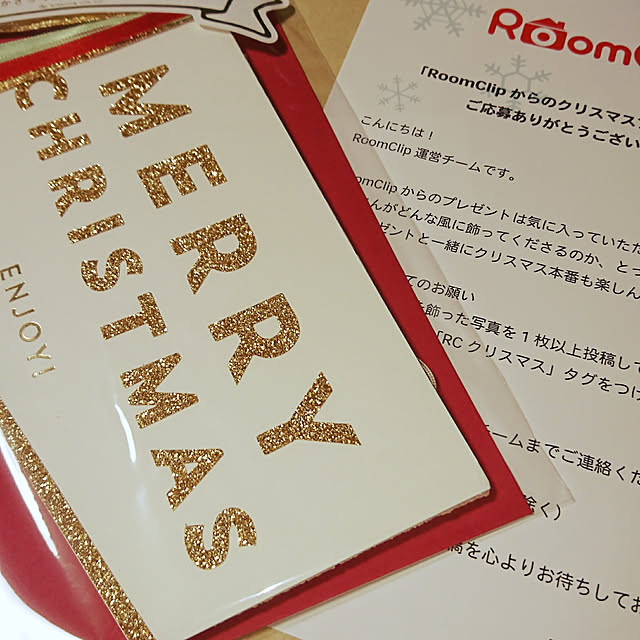 MERRY
CHRISTMAS
ENJOY!
RoomC
「RoomClip からのクリスマス
ご応募ありがとうござい
こんにちは！
RoomClip 運営チームです。
omClip からのプレゼントは気に入っていただ
んがどんな風に飾ってくださるのか、とっ
ゼントと一緒にクリスマス本番も楽しん
てのお願い
を飾った写真を 1 枚以上投稿して
「RC クリスマス」タグをつけ
チームまでご連絡くだ
除く）
稿を心よりお待ちしてお